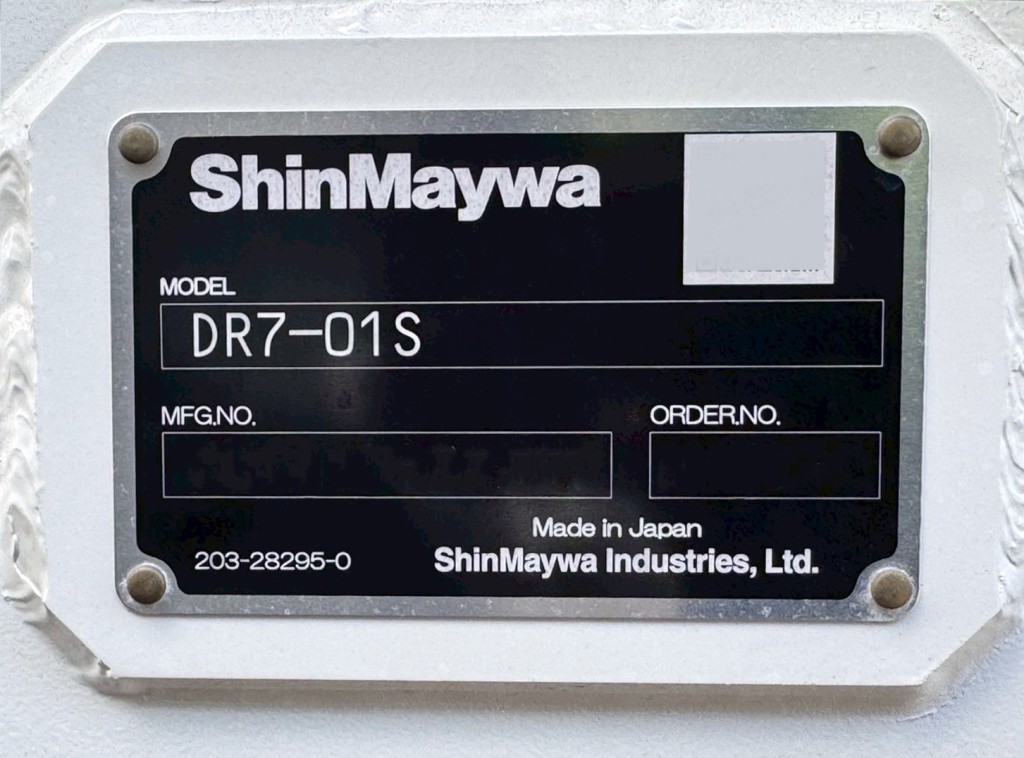 ShinMaywa
MODEL
DR7-01S
MFG.NO.
ORDER.NO.
Made in Japan
203-28295-0
ShinMaywa Industries, Ltd.